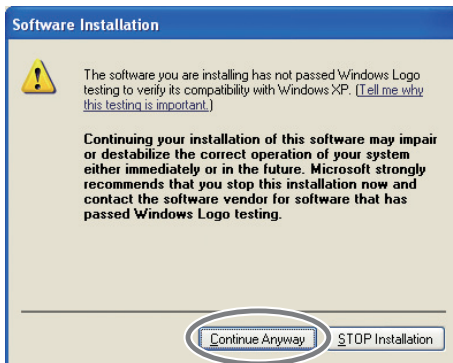 Software Installation
The software you are installing has not passed Windows Logo
testing to verify its compatibility with Windows XP. (Tell me why
this testing is important.)
Continuing your installation of this software may impair
or destabilize the correct operation of your system
either immediately or in the future. Microsoft strongly
recommends that you stop this installation now and
contact the software vendor for software that has
passed Windows Logo testing.
Continue Anyway STOP Installation